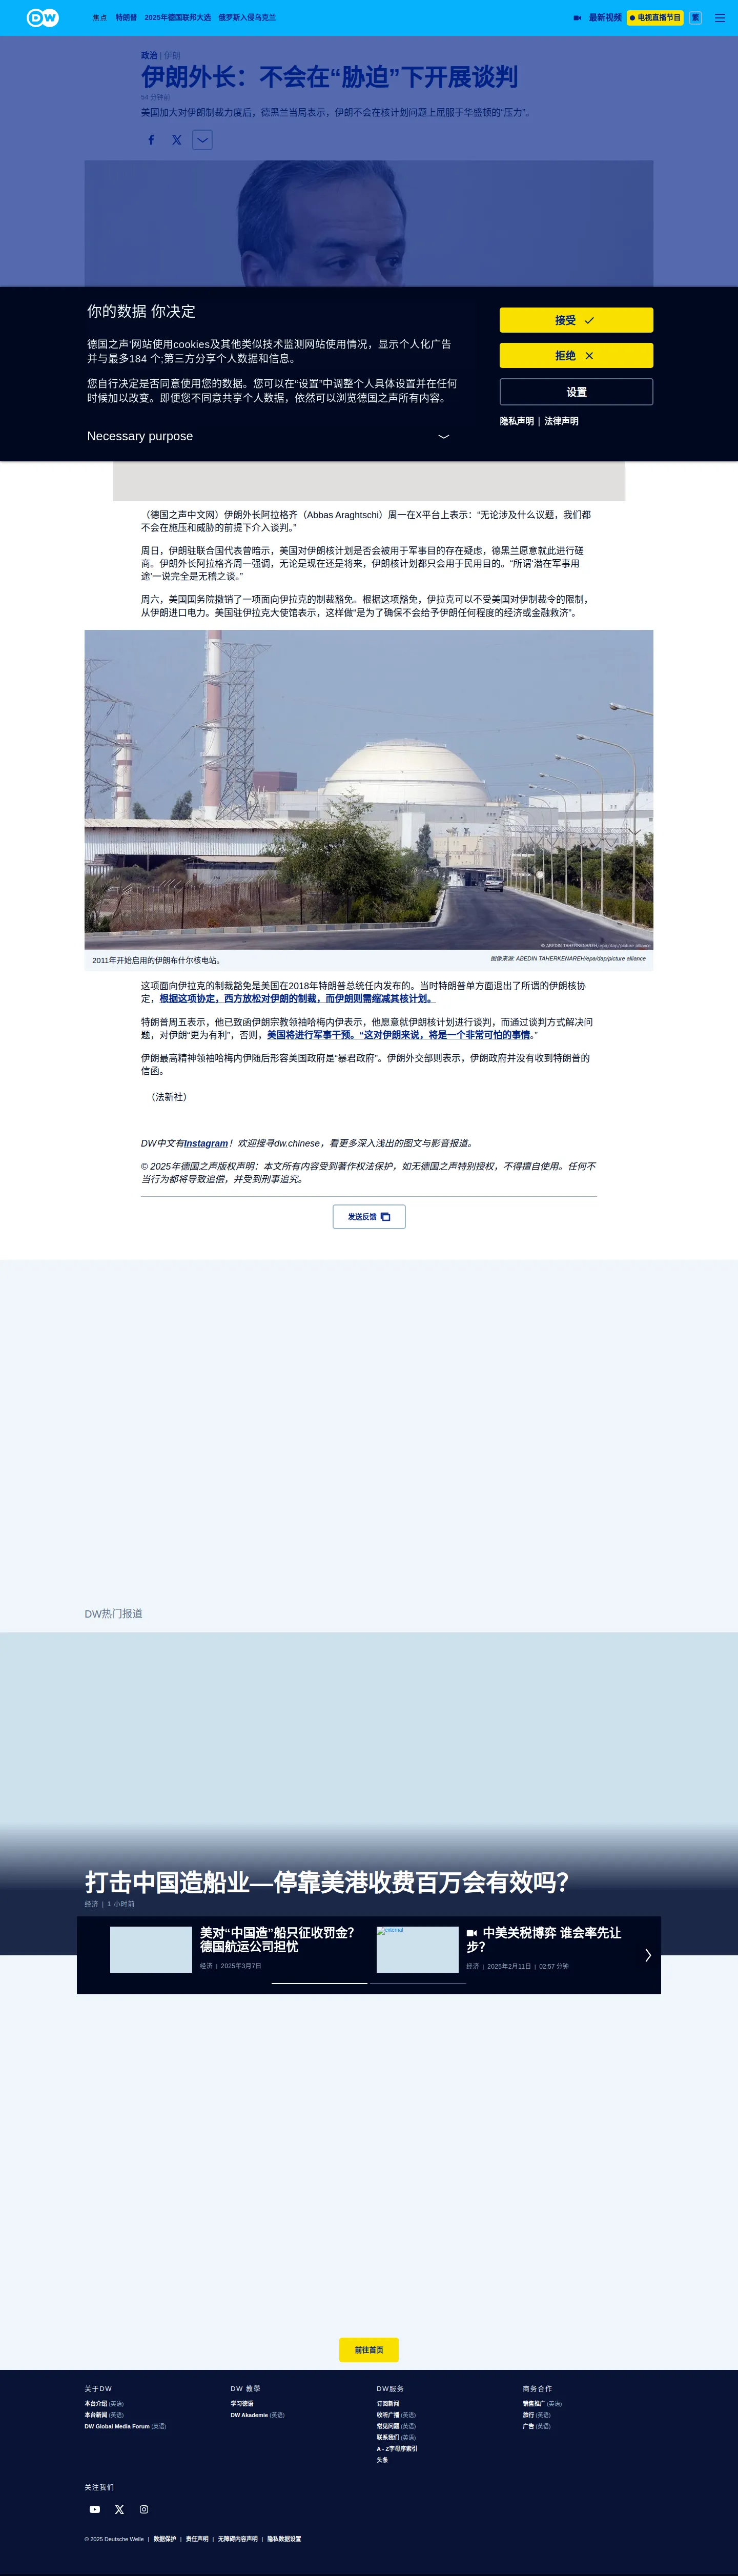 DW
焦点 特朗普 2025年德国联邦大选 俄罗斯入侵乌克兰 最新视频 电视直播节目 繁
政治 | 伊朗
伊朗外长：不会在“胁迫”下开展谈判
54 分钟前
美国加大对伊朗制裁力度后，德黑兰当局表示，伊朗不会在核计划问题上屈服于华盛顿的“压力”。
你的数据 你决定
德国之声'网站使用cookies及其他类似技术监测网站使用情况，显示个人化广告
并与最多184 个;第三方分享个人数据和信息。
您自行决定是否同意使用您的数据。您可以在“设置”中调整个人具体设置并在任何
时候加以改变。即便您不同意共享个人数据，依然可以浏览德国之声所有内容。
Necessary purpose
接受
拒绝
设置
隐私声明 | 法律声明
（德国之声中文网）伊朗外长阿拉格齐（Abbas Araghtschi）周一在X平台上表示：“无论涉及什么议题，我们都
不会在施压和威胁的前提下介入谈判。”
周日，伊朗驻联合国代表曾暗示，美国对伊朗核计划是否会被用于军事目的存在疑虑，德黑兰愿意就此进行磋
商。伊朗外长阿拉格齐周一强调，无论是现在还是将来，伊朗核计划都只会用于民用目的。“所谓‘潜在军事用
途’一说完全是无稽之谈。”
周六，美国国务院撤销了一项面向伊拉克的制裁豁免。根据这项豁免，伊拉克可以不受美国对伊制裁令的限制，
从伊朗进口电力。美国驻伊拉克大使馆表示，这样做“是为了确保不会给予伊朗任何程度的经济或金融救济”。
© ABEDIN TAHERKENAREH/epa/dap/picture alliance
2011年开始启用的伊朗布什尔核电站。
图像来源: ABEDIN TAHERKENAREH/epa/dap/picture alliance
这项面向伊拉克的制裁豁免是美国在2018年特朗普总统任内发布的。当时特朗普单方面退出了所谓的伊朗核协
定，根据这项协定，西方放松对伊朗的制裁，而伊朗则需缩减其核计划。
特朗普周五表示，他已致函伊朗宗教领袖哈梅内伊表示，他愿意就伊朗核计划进行谈判，而通过谈判方式解决问
题，对伊朗“更为有利”，否则，美国将进行军事干预。“这对伊朗来说，将是一个非常可怕的事情。”
伊朗最高精神领袖哈梅内伊随后形容美国政府是“暴君政府”。伊朗外交部则表示，伊朗政府并没有收到特朗普的
信函。
（法新社）
DW中文有Instagram！欢迎搜寻dw.chinese，看更多深入浅出的图文与影音报道。
© 2025年德国之声版权声明：本文所有内容受到著作权法保护，如无德国之声特别授权，不得擅自使用。任何不
当行为都将导致追偿，并受到刑事追究。
发送反馈
DW热门报道
打击中国造船业—停靠美港收费百万会有效吗？
经济 | 1 小时前
美对“中国造”船只征收罚金？
德国航运公司担忧
经济 | 2025年3月7日
external
中美关税博弈 谁会率先让
步？
经济 | 2025年2月11日 | 02:57 分钟
前往首页
关于DW
本台介绍 (英语)
本台新闻 (英语)
DW Global Media Forum (英语)
DW 教學
学习德语
DW Akademie (英语)
DW服务
订阅新闻
收听广播 (英语)
常见问题 (英语)
联系我们 (英语)
A - Z字母序索引
头条
商务合作
销售推广 (英语)
旅行 (英语)
广告 (英语)
关注我们
© 2025 Deutsche Welle | 数据保护 | 责任声明 | 无障碍内容声明 | 隐私数据设置